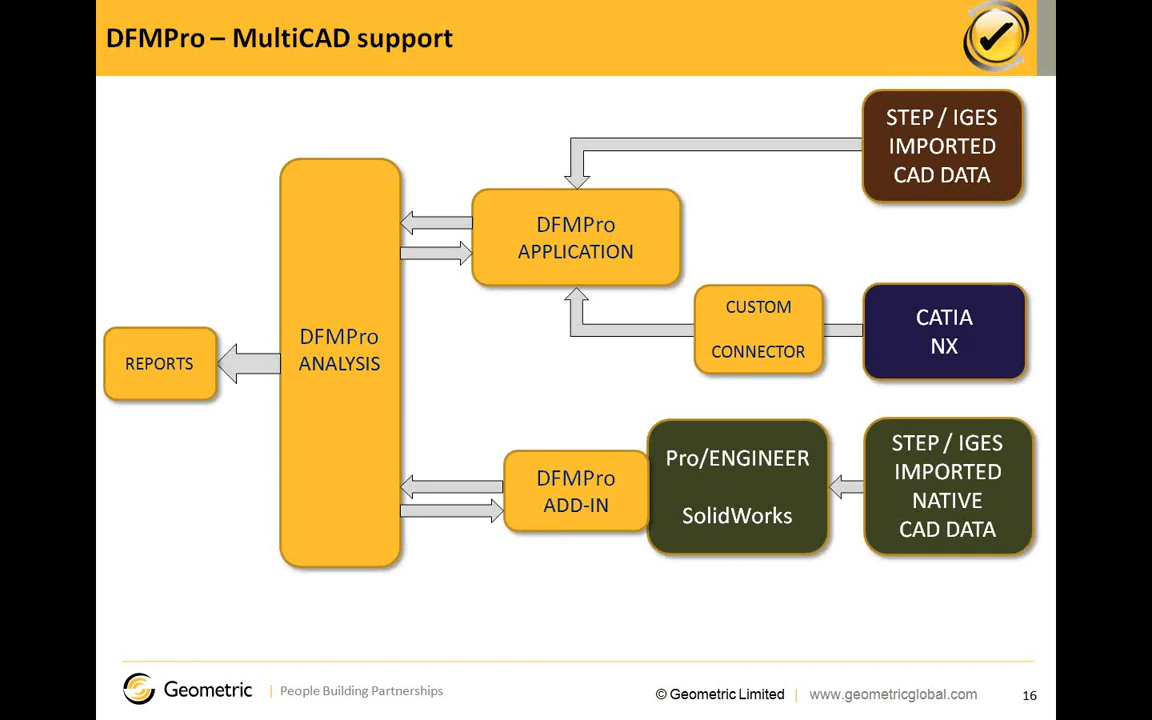 DFMPro – MultiCAD support
STEP / IGES
IMPORTED
CAD DATA
DFMPro
APPLICATION
CUSTOM
CONNECTOR
CATIA
NX
DFMPro
ANALYSIS
REPORTS
DFMPro
ADD-IN
Pro/ENGINEER
SolidWorks
STEP / IGES
IMPORTED
NATIVE
CAD DATA
Geometric | People Building Partnerships
© Geometric Limited | www.geometricglobal.com 16